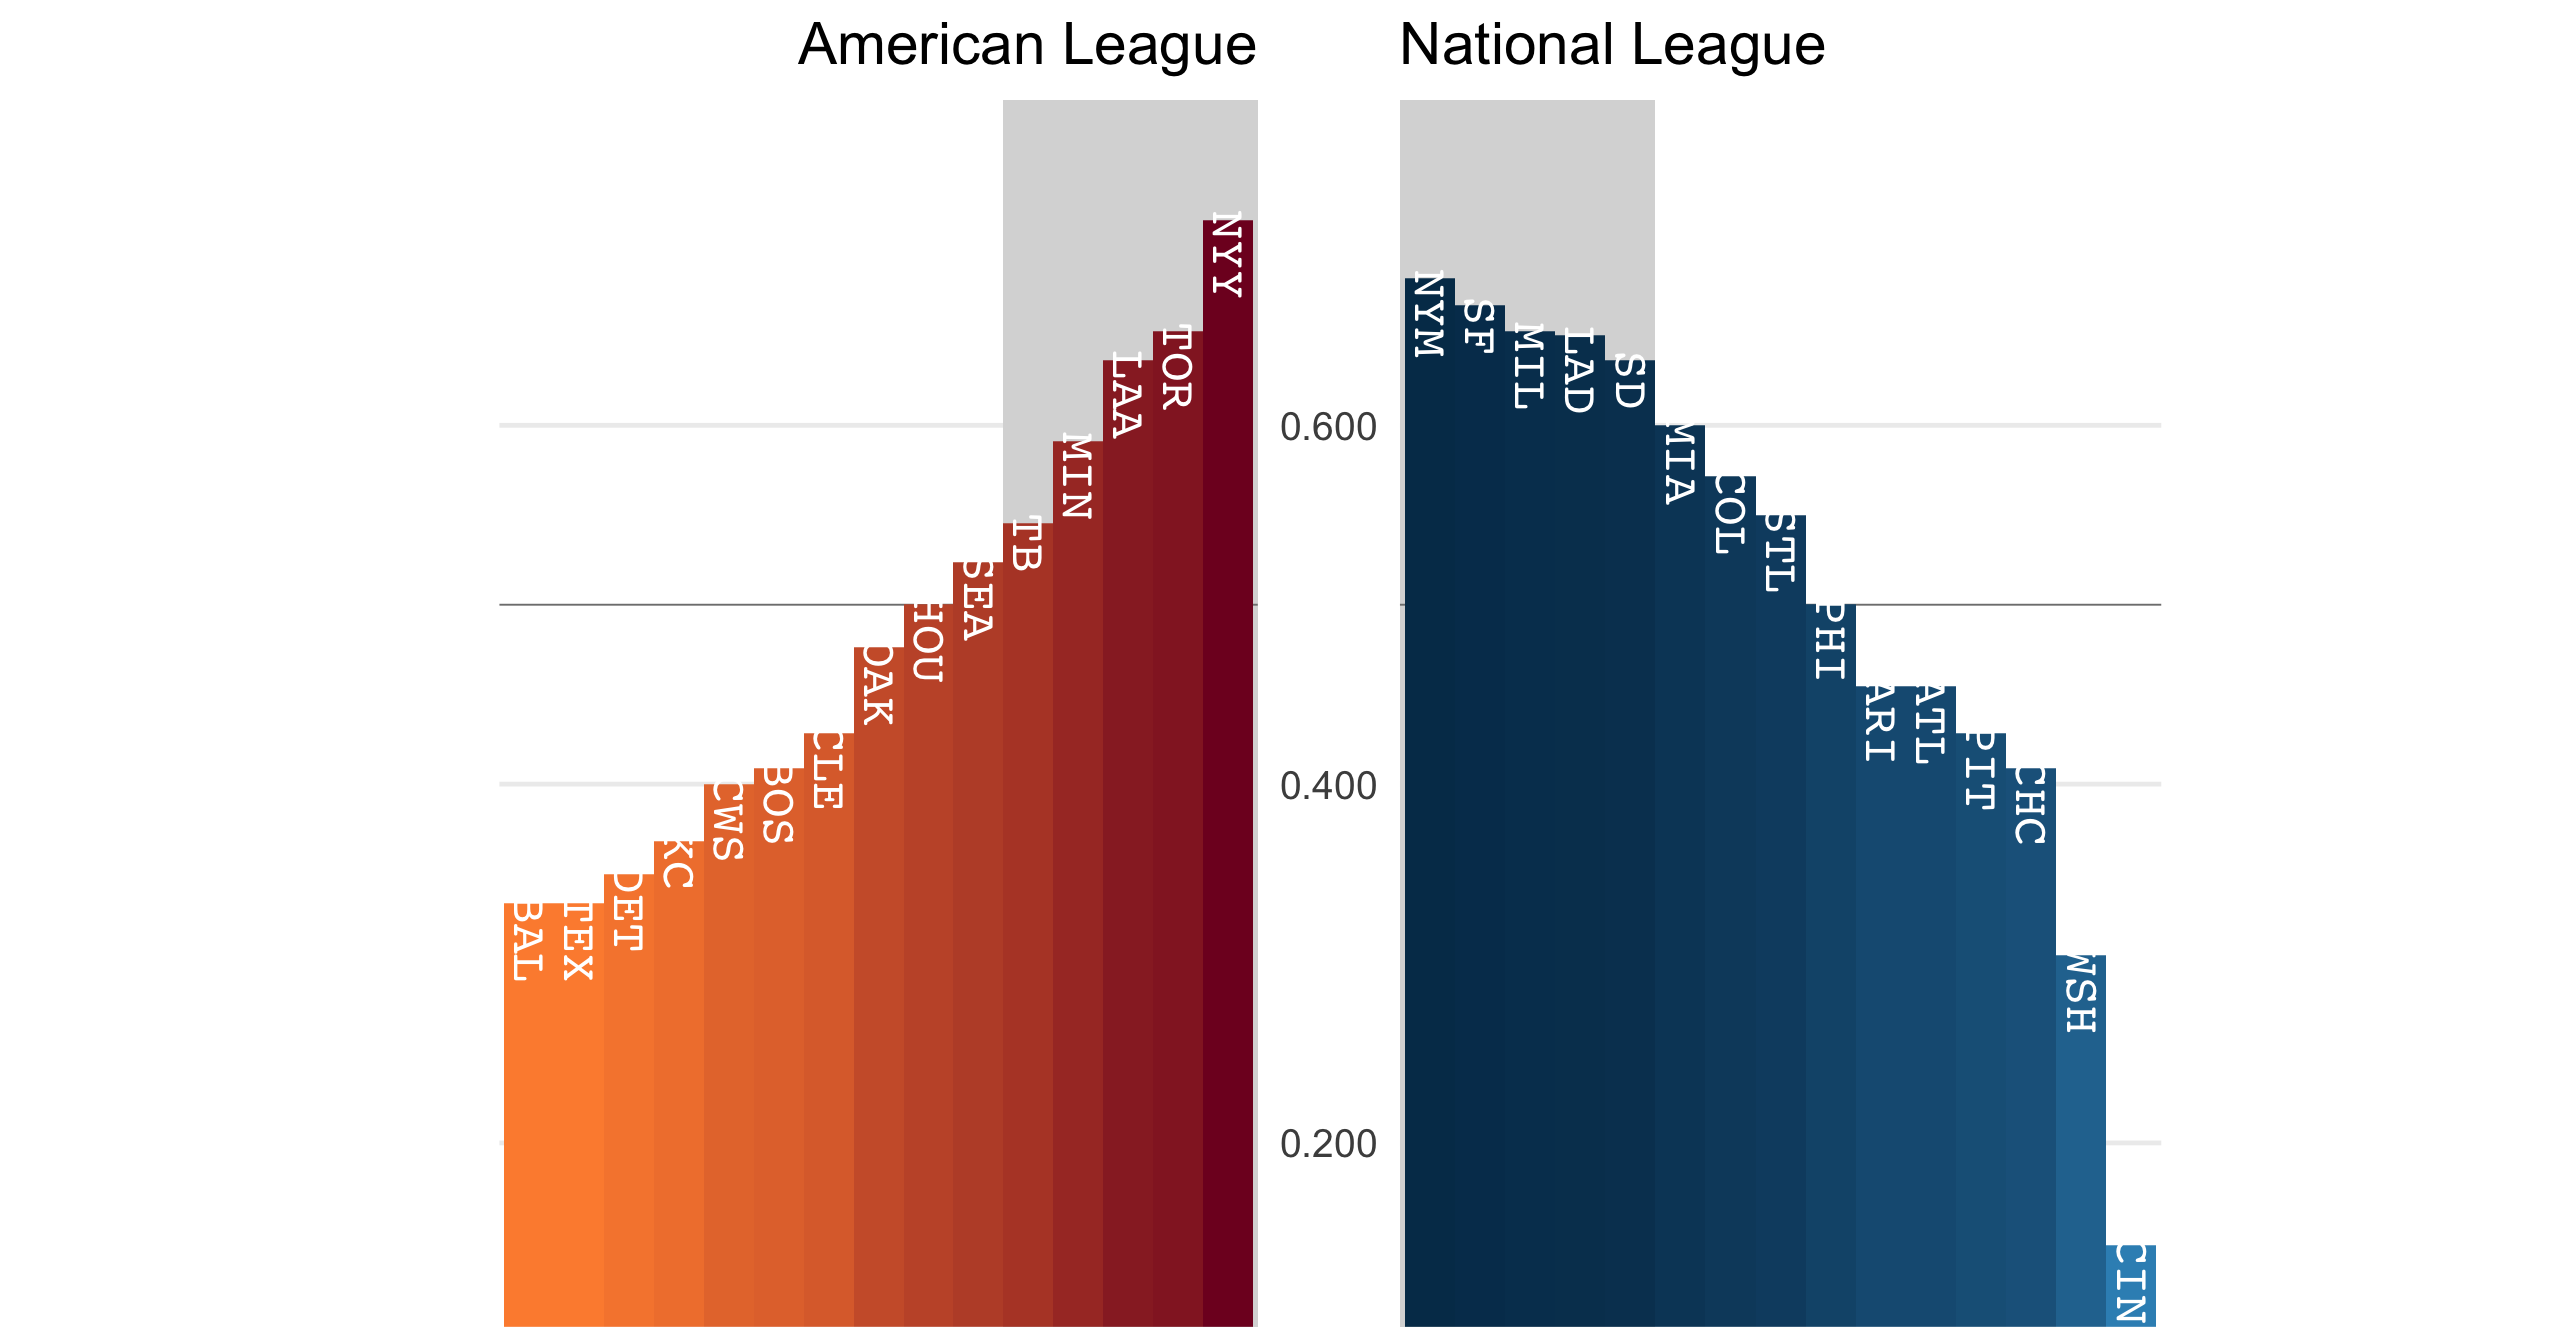 American League
National League
NYY
TOR
LAA
MIN
TB
SEA
HOU
OAK
CLE
BOS
CWS
KC
DET
TEX
BAL
0.600
0.400
0.200
NYM
SF
MIL
LAD
SD
MIA
COL
STL
PHI
ARI
ATL
PIT
CHC
WSH
CIN